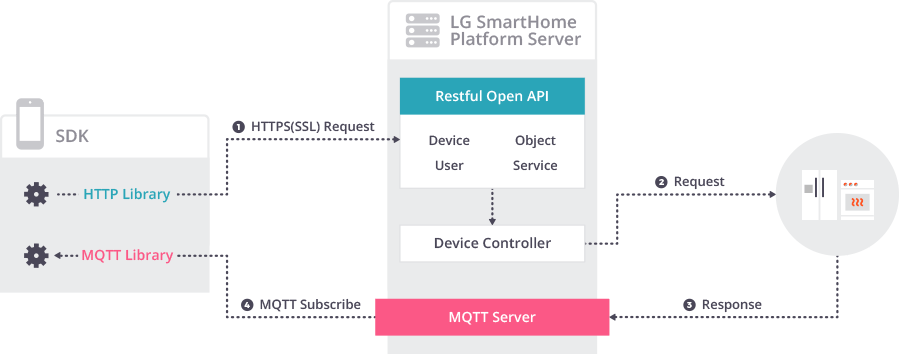 LG SmartHome
Platform Server
Restful Open API
SDK
1 HTTPS(SSL) Request
Device Object
User Service
HTTP Library
2 Request
Device Controller
MQTT Library
4 MQTT Subscribe
3 Response
MQTT Server